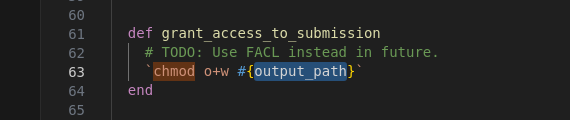 60
61 def grant_access_to_submission
62 # TODO: Use FACL instead in future.
63 `chmod o+w #{output_path}`
64 end
65